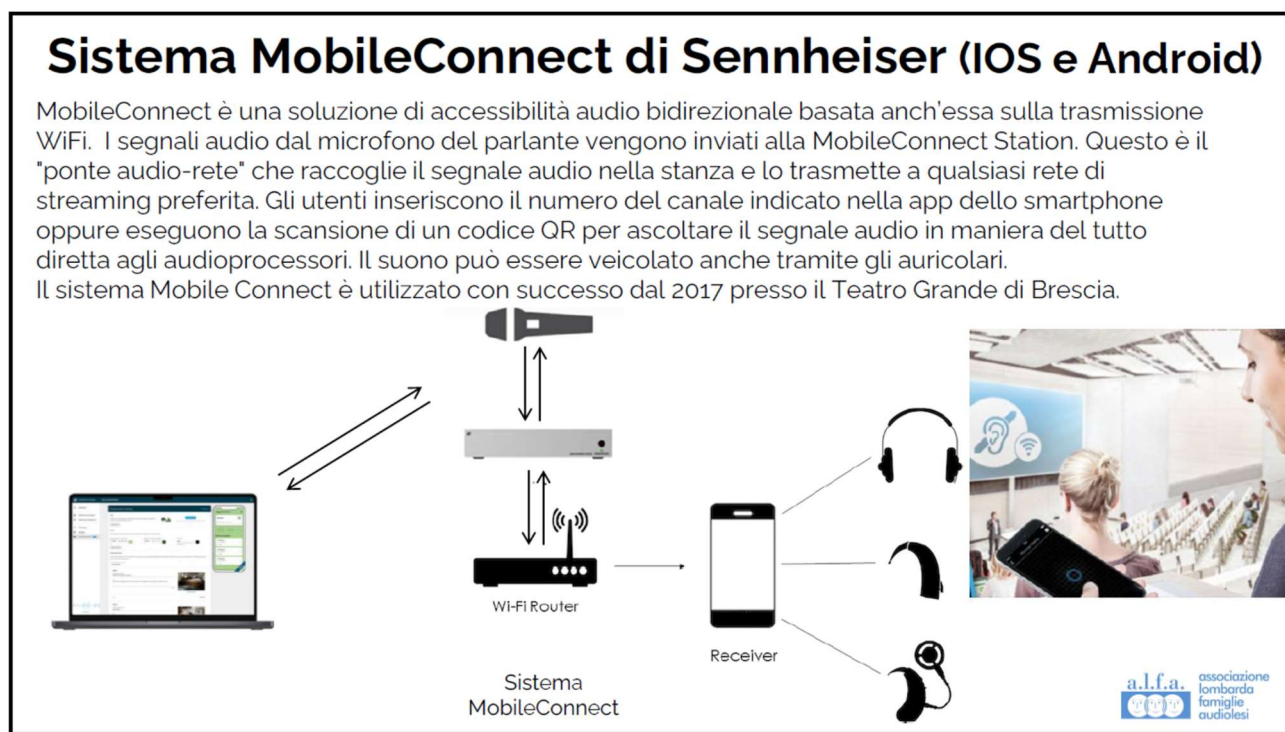 Sistema MobileConnect di Sennheiser (IOS e Android)
MobileConnect è una soluzione di accessibilità audio bidirezionale basata anch'essa sulla trasmissione
WiFi.  I segnali audio dal microfono del parlante vengono inviati alla MobileConnect Station. Questo è il
"ponte audio-rete" che raccoglie il segnale audio nella stanza e lo trasmette a qualsiasi rete di
streaming preferita. Gli utenti inseriscono il numero del canale indicato nella app dello smartphone
oppure eseguono la scansione di un codice QR per ascoltare il segnale audio in maniera del tutto
diretta agli audioprocessori. Il suono può essere veicolato anche tramite gli auricolari.
Il sistema Mobile Connect è utilizzato con successo dal 2017 presso il Teatro Grande di Brescia.
Wi-Fi Router
Receiver
Sistema
MobileConnect
a.l.f.a.
associazione
lombarda
famiglie
audiolesi